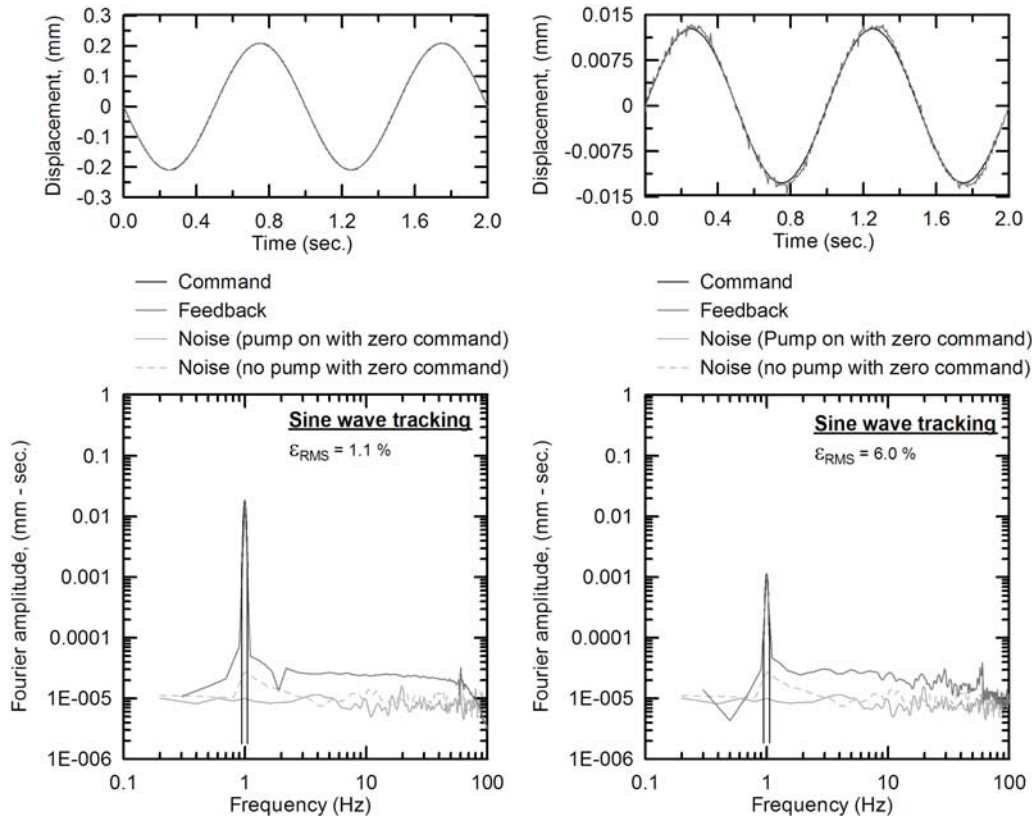 Displacement, (mm)
0.3
0.2
0.1
0
-0.1
-0.2
-0.3
0.0 0.4 0.8 1.2 1.6 2.0
Time (sec.)
Displacement, (mm)
0.015
0.0075
0
-0.0075
-0.015
0.0 0.4 0.8 1.2 1.6 2.0
Time (sec.)
Command
Feedback
Noise (pump on with zero command)
Noise (no pump with zero command)
Command
Feedback
Noise (Pump on with zero command)
Noise (no pump with zero command)
Fourier amplitude, (mm - sec.)
1
0.1
0.01
0.001
0.0001
1E-005
1E-006
Sine wave tracking
εRMS = 1.1 %
0.1 1 10 100
Frequency (Hz)
Fourier amplitude, (mm - sec.)
1
0.1
0.01
0.001
0.0001
1E-005
1E-006
Sine wave tracking
εRMS = 6.0 %
0.1 1 10 100
Frequency (Hz)